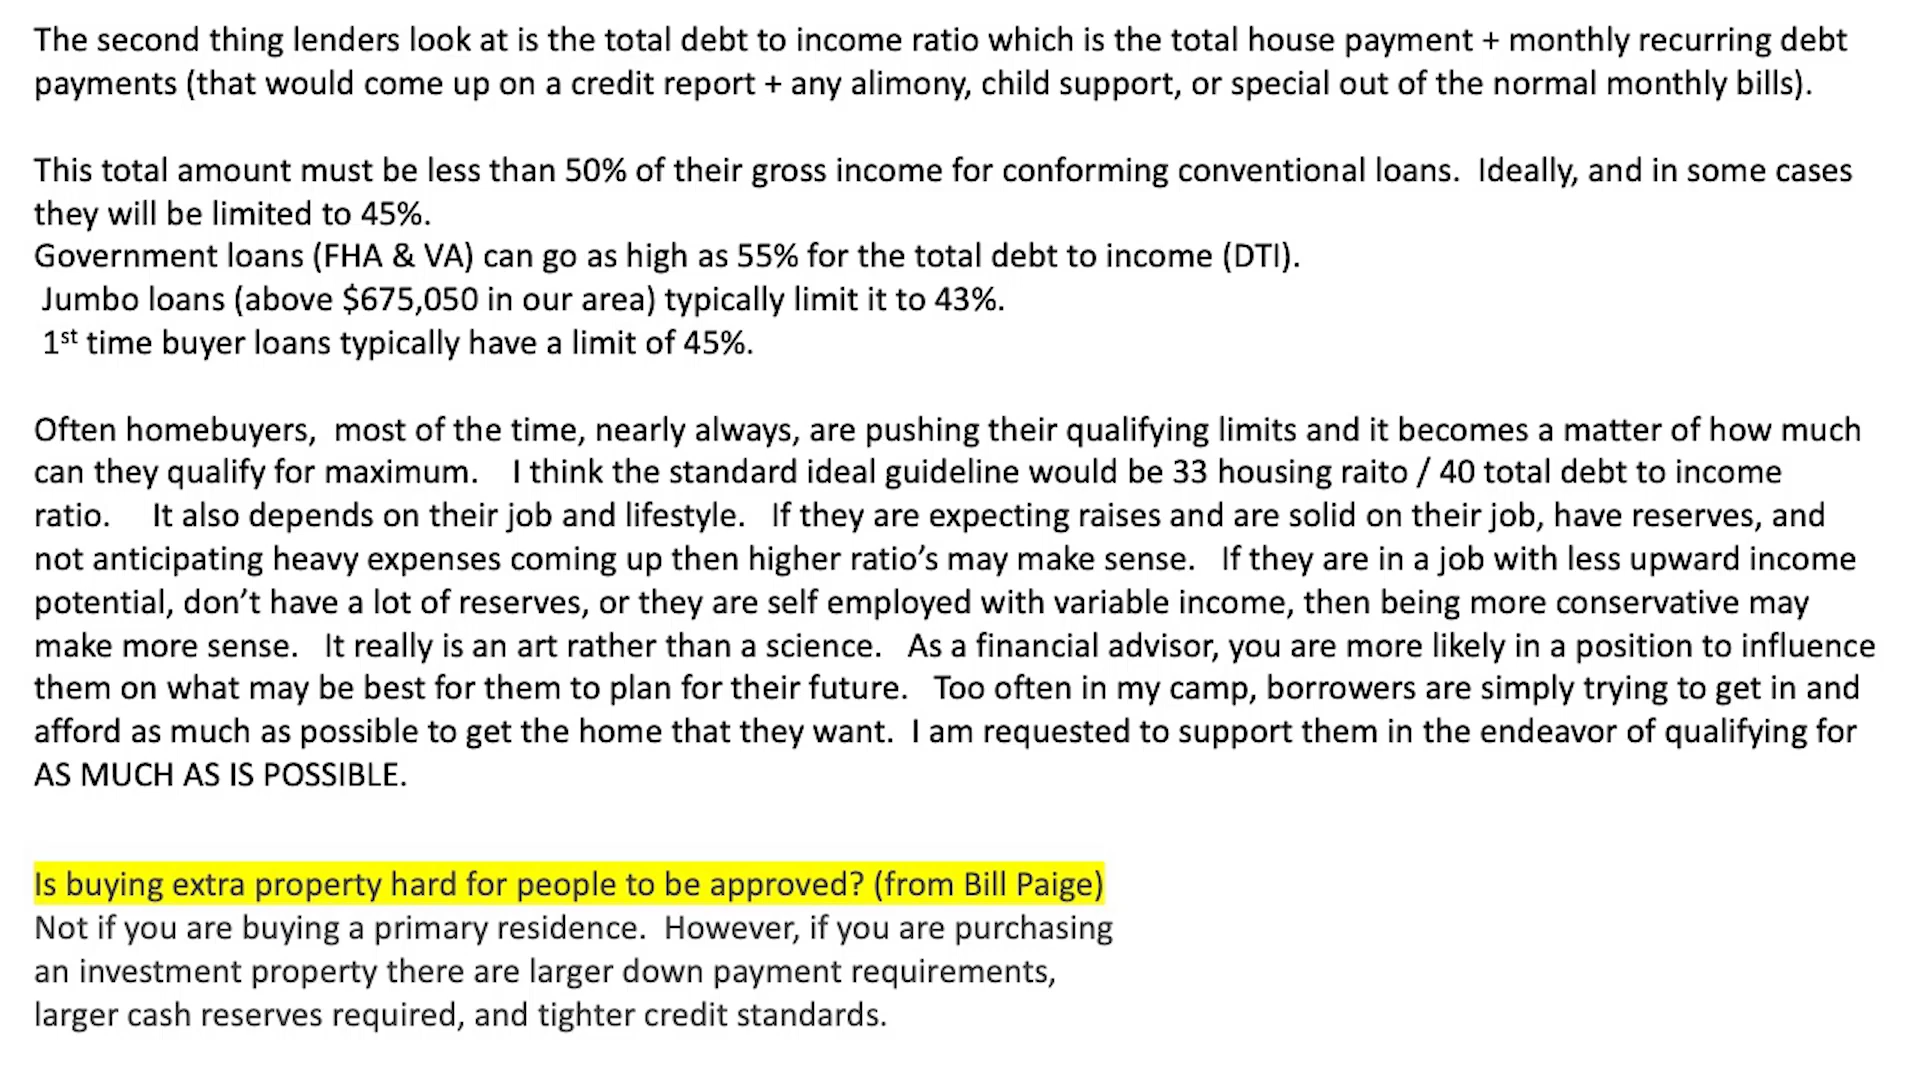 The second thing lenders look at is the total debt to income ratio which is the total house payment + monthly recurring debt
payments (that would come up on a credit report + any alimony, child support, or special out of the normal monthly bills).
This total amount must be less than 50% of their gross income for conforming conventional loans.  Ideally, and in some cases
they will be limited to 45%.
Government loans (FHA & VA) can go as high as 55% for the total debt to income (DTI).
Jumbo loans (above $675,050 in our area) typically limit it to 43%.
1st time buyer loans typically have a limit of 45%.
Often homebuyers,  most of the time, nearly always, are pushing their qualifying limits and it becomes a matter of how much
can they qualify for maximum.    I think the standard ideal guideline would be 33 housing raito / 40 total debt to income
ratio.     It also depends on their job and lifestyle.   If they are expecting raises and are solid on their job, have reserves, and
not anticipating heavy expenses coming up then higher ratio’s may make sense.   If they are in a job with less upward income
potential, don’t have a lot of reserves, or they are self employed with variable income, then being more conservative may
make more sense.   It really is an art rather than a science.   As a financial advisor, you are more likely in a position to influence
them on what may be best for them to plan for their future.   Too often in my camp, borrowers are simply trying to get in and
afford as much as possible to get the home that they want.  I am requested to support them in the endeavor of qualifying for
AS MUCH AS IS POSSIBLE.
Is buying extra property hard for people to be approved? (from Bill Paige)
Not if you are buying a primary residence.  However, if you are purchasing
an investment property there are larger down payment requirements,
larger cash reserves required, and tighter credit standards.